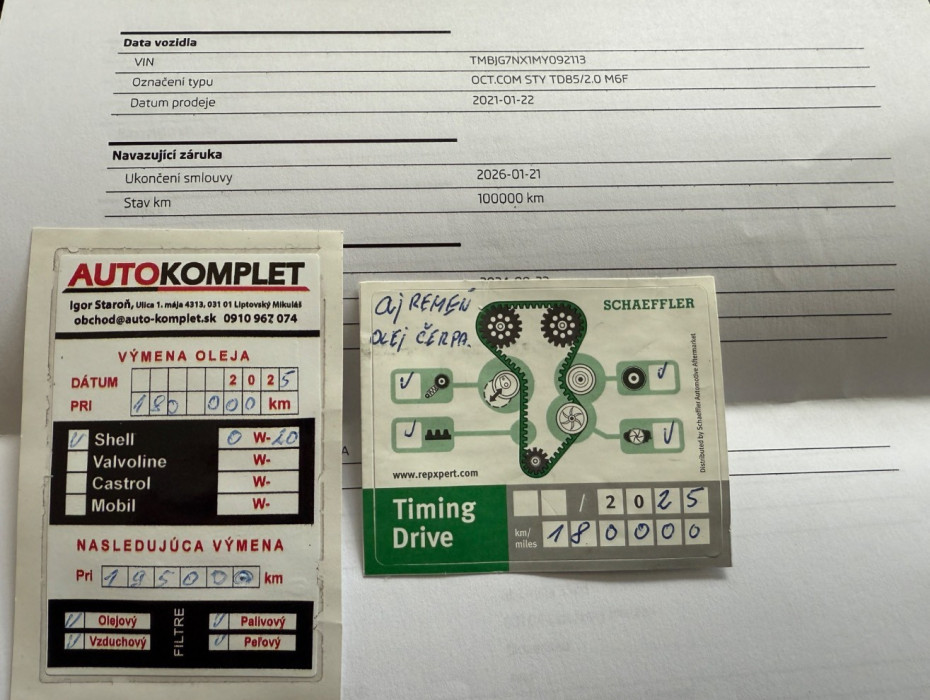 Data vozidla
VIN TMBJG7NX1MY092113
Označení typu OCT.COM STY TD85/2.0 M6F
Datum prodeje 2021-01-22
Navazující záruka
Ukončení smlouvy 2026-01-21
Stav km 100000 km
AUTOKOMPLET
Igor Staroň, Ulica 1. mája 4313, 031 01 Liptovský Mikuláš
obchod@auto-komplet.sk 0910 967 074
VÝMENA OLEJA
DÁTUM 2025
PRI 180 000 km
Shell 0 W-20
Valvoline W-
Castrol W-
Mobil W-
NASLEDUJÚCA VÝMENA
Pri 195000 km
FILTRE
Olejový Palivový
Vzduchový Peľový
aj REMEŇ
OLEJ ČERPA.
SCHAEFFLER
Distributed by Schaeffler Automotive Aftermarket
www.repxpert.com
Timing
Drive
/ 2025
km/
miles 180000